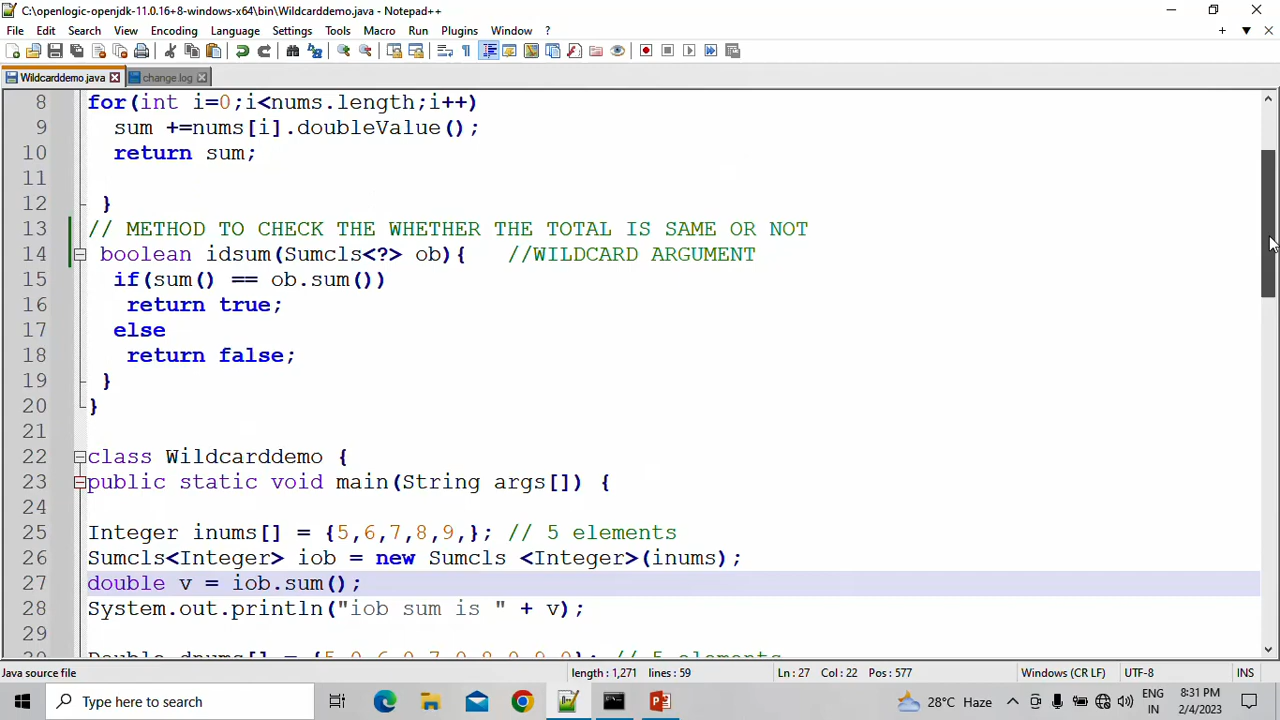 C:\openlogic-openjdk-11.0.16+8-windows-x64\bin\Wildcarddemo.java - Notepad++
File Edit Search View Encoding Language Settings Tools Macro Run Plugins Window ?
Wildcarddemo.java change.log
8 for(int i=0;i<nums.length;i++)
9 sum +=nums[i].doubleValue();
10 return sum;
11
12 }
13 // METHOD TO CHECK THE WHETHER THE TOTAL IS SAME OR NOT
14 boolean idsum(Sumcls<?> ob){ //WILDCARD ARGUMENT
15 if(sum() == ob.sum())
16 return true;
17 else
18 return false;
19 }
20 }
21
22 class Wildcarddemo {
23 public static void main(String args[]) {
24
25 Integer inums[] = {5,6,7,8,9,}; // 5 elements
26 Sumcls<Integer> iob = new Sumcls <Integer>(inums);
27 double v = iob.sum();
28 System.out.println("iob sum is " + v);
29
30 Double dnums[] = {5.0,6.0,7.0,8.0,9.0}; // 5 elements
Java source file length : 1,271 lines : 59 Ln : 27 Col : 22 Pos : 577 Windows (CR LF) UTF-8 INS
Type here to search 28°C Haze ENG IN 8:31 PM 2/4/2023